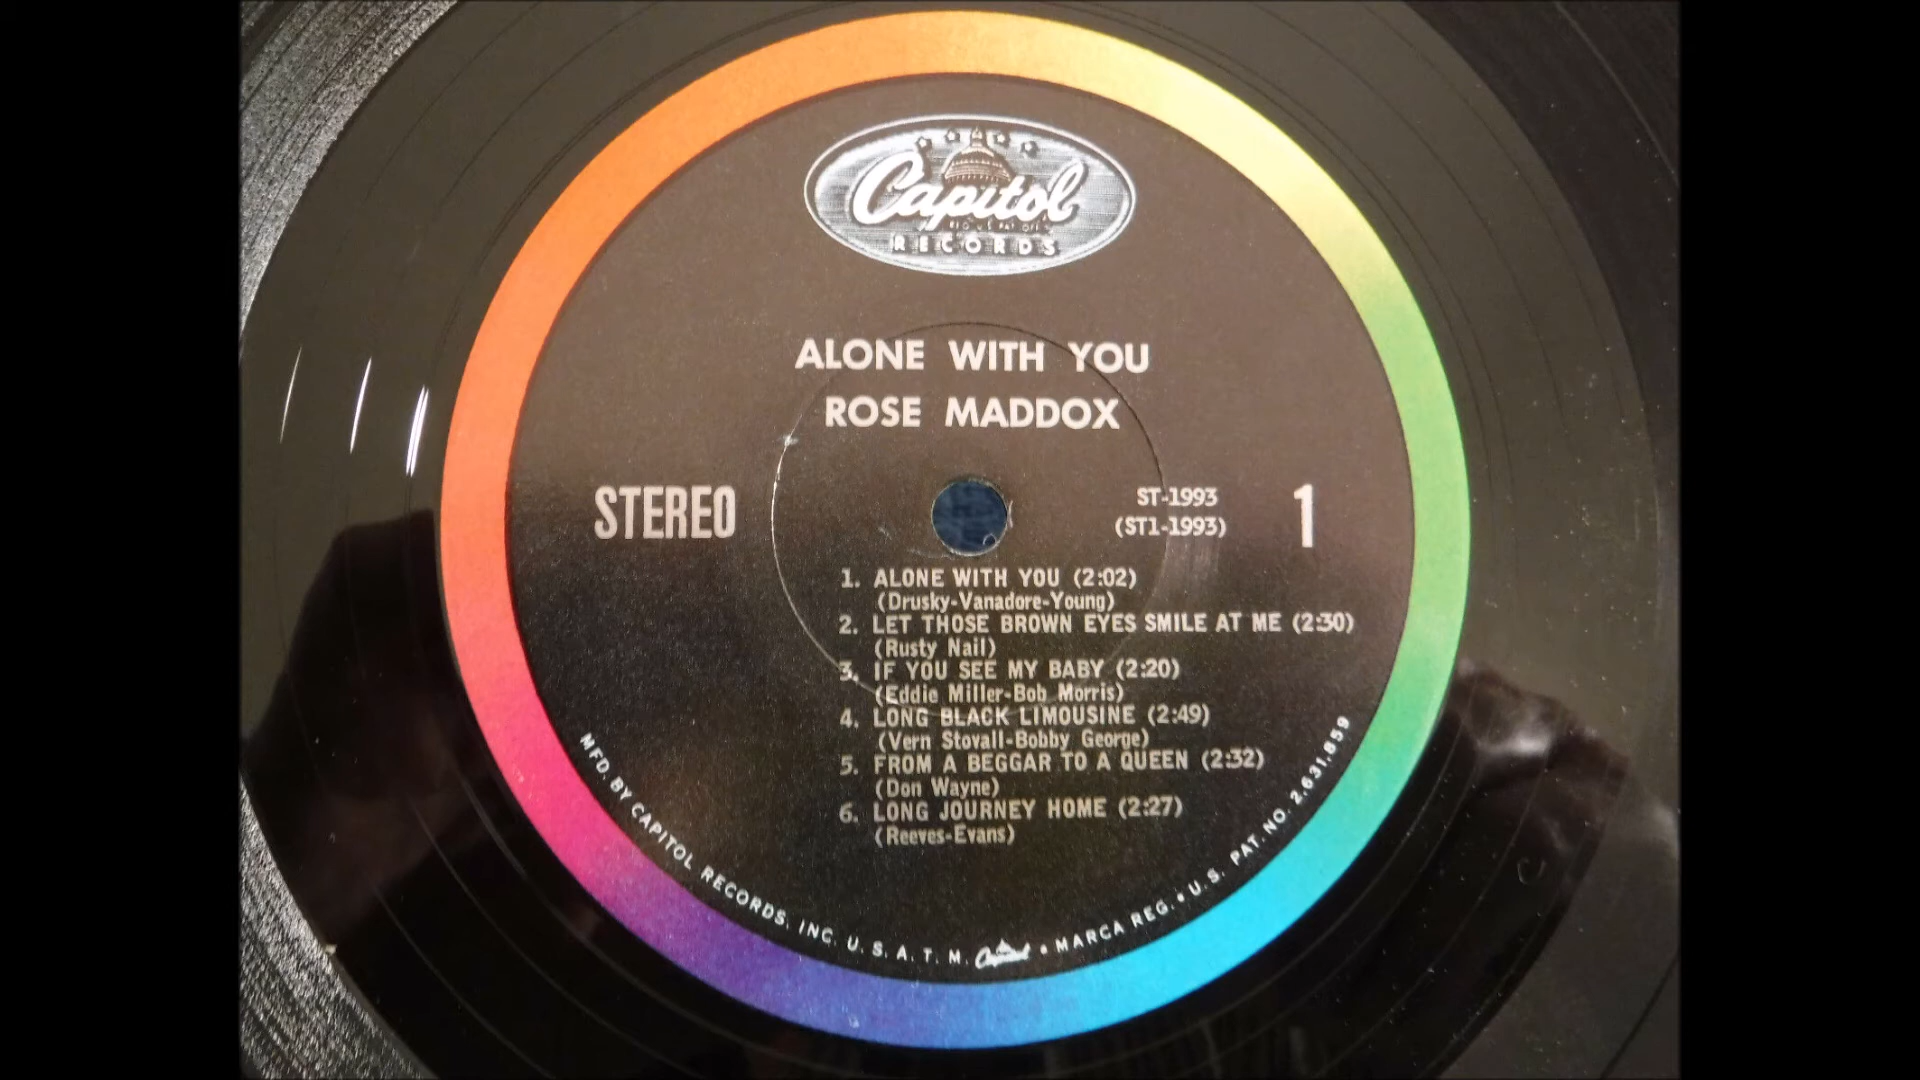 Capitol
REG. U.S. PAT. OFF.
RECORDS
ALONE WITH YOU
ROSE MADDOX
STEREO
ST-1993
(ST1-1993)
1
1. ALONE WITH YOU (2:02)
(Drusky-Vanadore-Young)
2. LET THOSE BROWN EYES SMILE AT ME (2:30)
(Rusty Nail)
3. IF YOU SEE MY BABY (2:20)
(Eddie Miller-Bob Morris)
4. LONG BLACK LIMOUSINE (2:49)
(Vern Stovall-Bobby George)
5. FROM A BEGGAR TO A QUEEN (2:32)
(Don Wayne)
6. LONG JOURNEY HOME (2:27)
(Reeves-Evans)
MFD. BY CAPITOL RECORDS, INC. U.S.A. T.M. Capitol • MARCA REG. • U.S. PAT. NO. 2,631,859